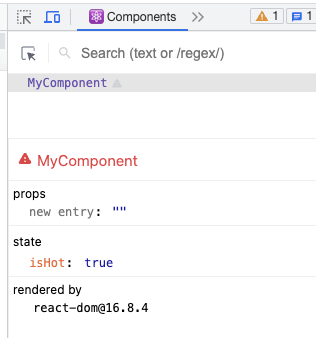 Components
1
1
Search (text or /regex/)
MyComponent
MyComponent
props
new entry: ""
state
isHot: true
rendered by
react-dom@16.8.4